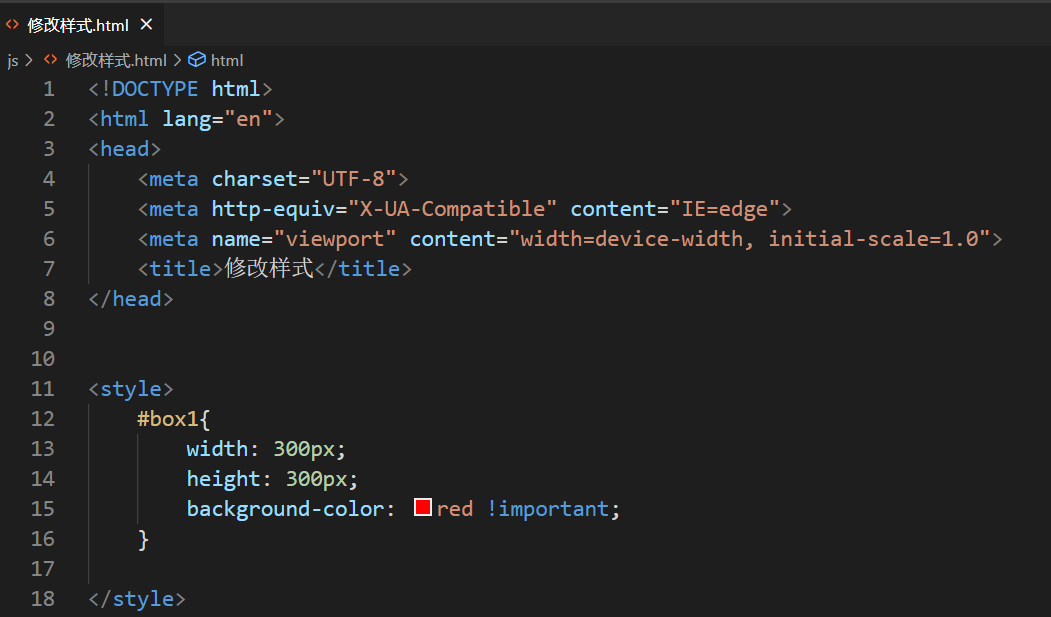 修改样式.html
js > 修改样式.html > html
1 <!DOCTYPE html>
2 <html lang="en">
3 <head>
4     <meta charset="UTF-8">
5     <meta http-equiv="X-UA-Compatible" content="IE=edge">
6     <meta name="viewport" content="width=device-width, initial-scale=1.0">
7     <title>修改样式</title>
8 </head>
9
10
11 <style>
12     #box1{
13         width: 300px;
14         height: 300px;
15         background-color: red !important;
16     }
17
18 </style>